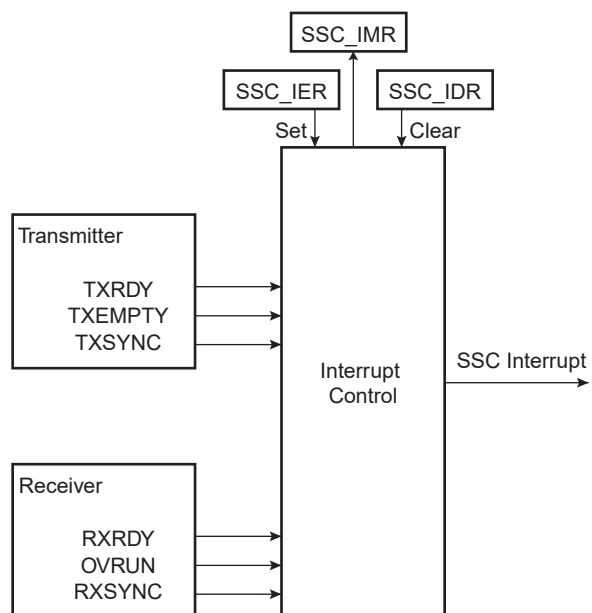 SSC_IMR
SSC_IER
SSC_IDR
Set
Clear
Transmitter
TXRDY
TXEMPTY
TXSYNC
Interrupt
Control
SSC Interrupt
Receiver
RXRDY
OVRUN
RXSYNC